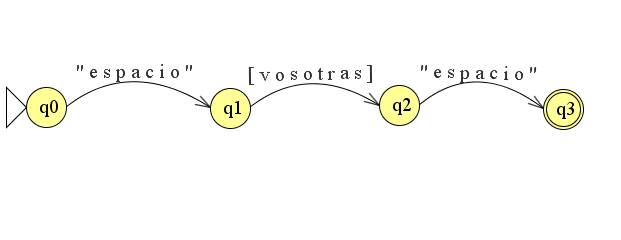 "espacio" [vosotras] "espacio"
q0 q1 q2 q3